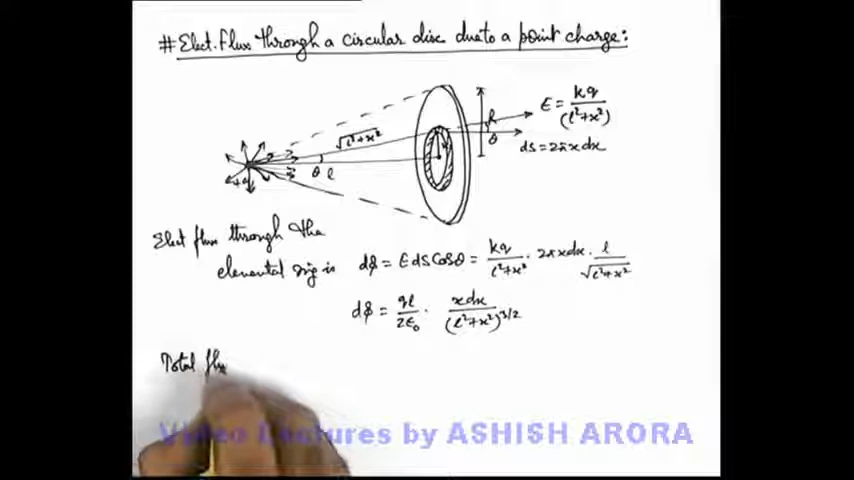 # Elect. flux through a circular disc due to a point charge:
√(l²+x²)
E = kq/(l²+x²)
R
θ
dS = 2πx dx
θ l
+q
Elect flux through the
elemental ring is dϕ = E dS Cosθ = kq/(l²+x²) · 2πx dx · l/√(l²+x²)
dϕ = ql/2ϵ₀ · x dx/(l²+x²)^3/2
Total flux
Video Lectures by ASHISH ARORA